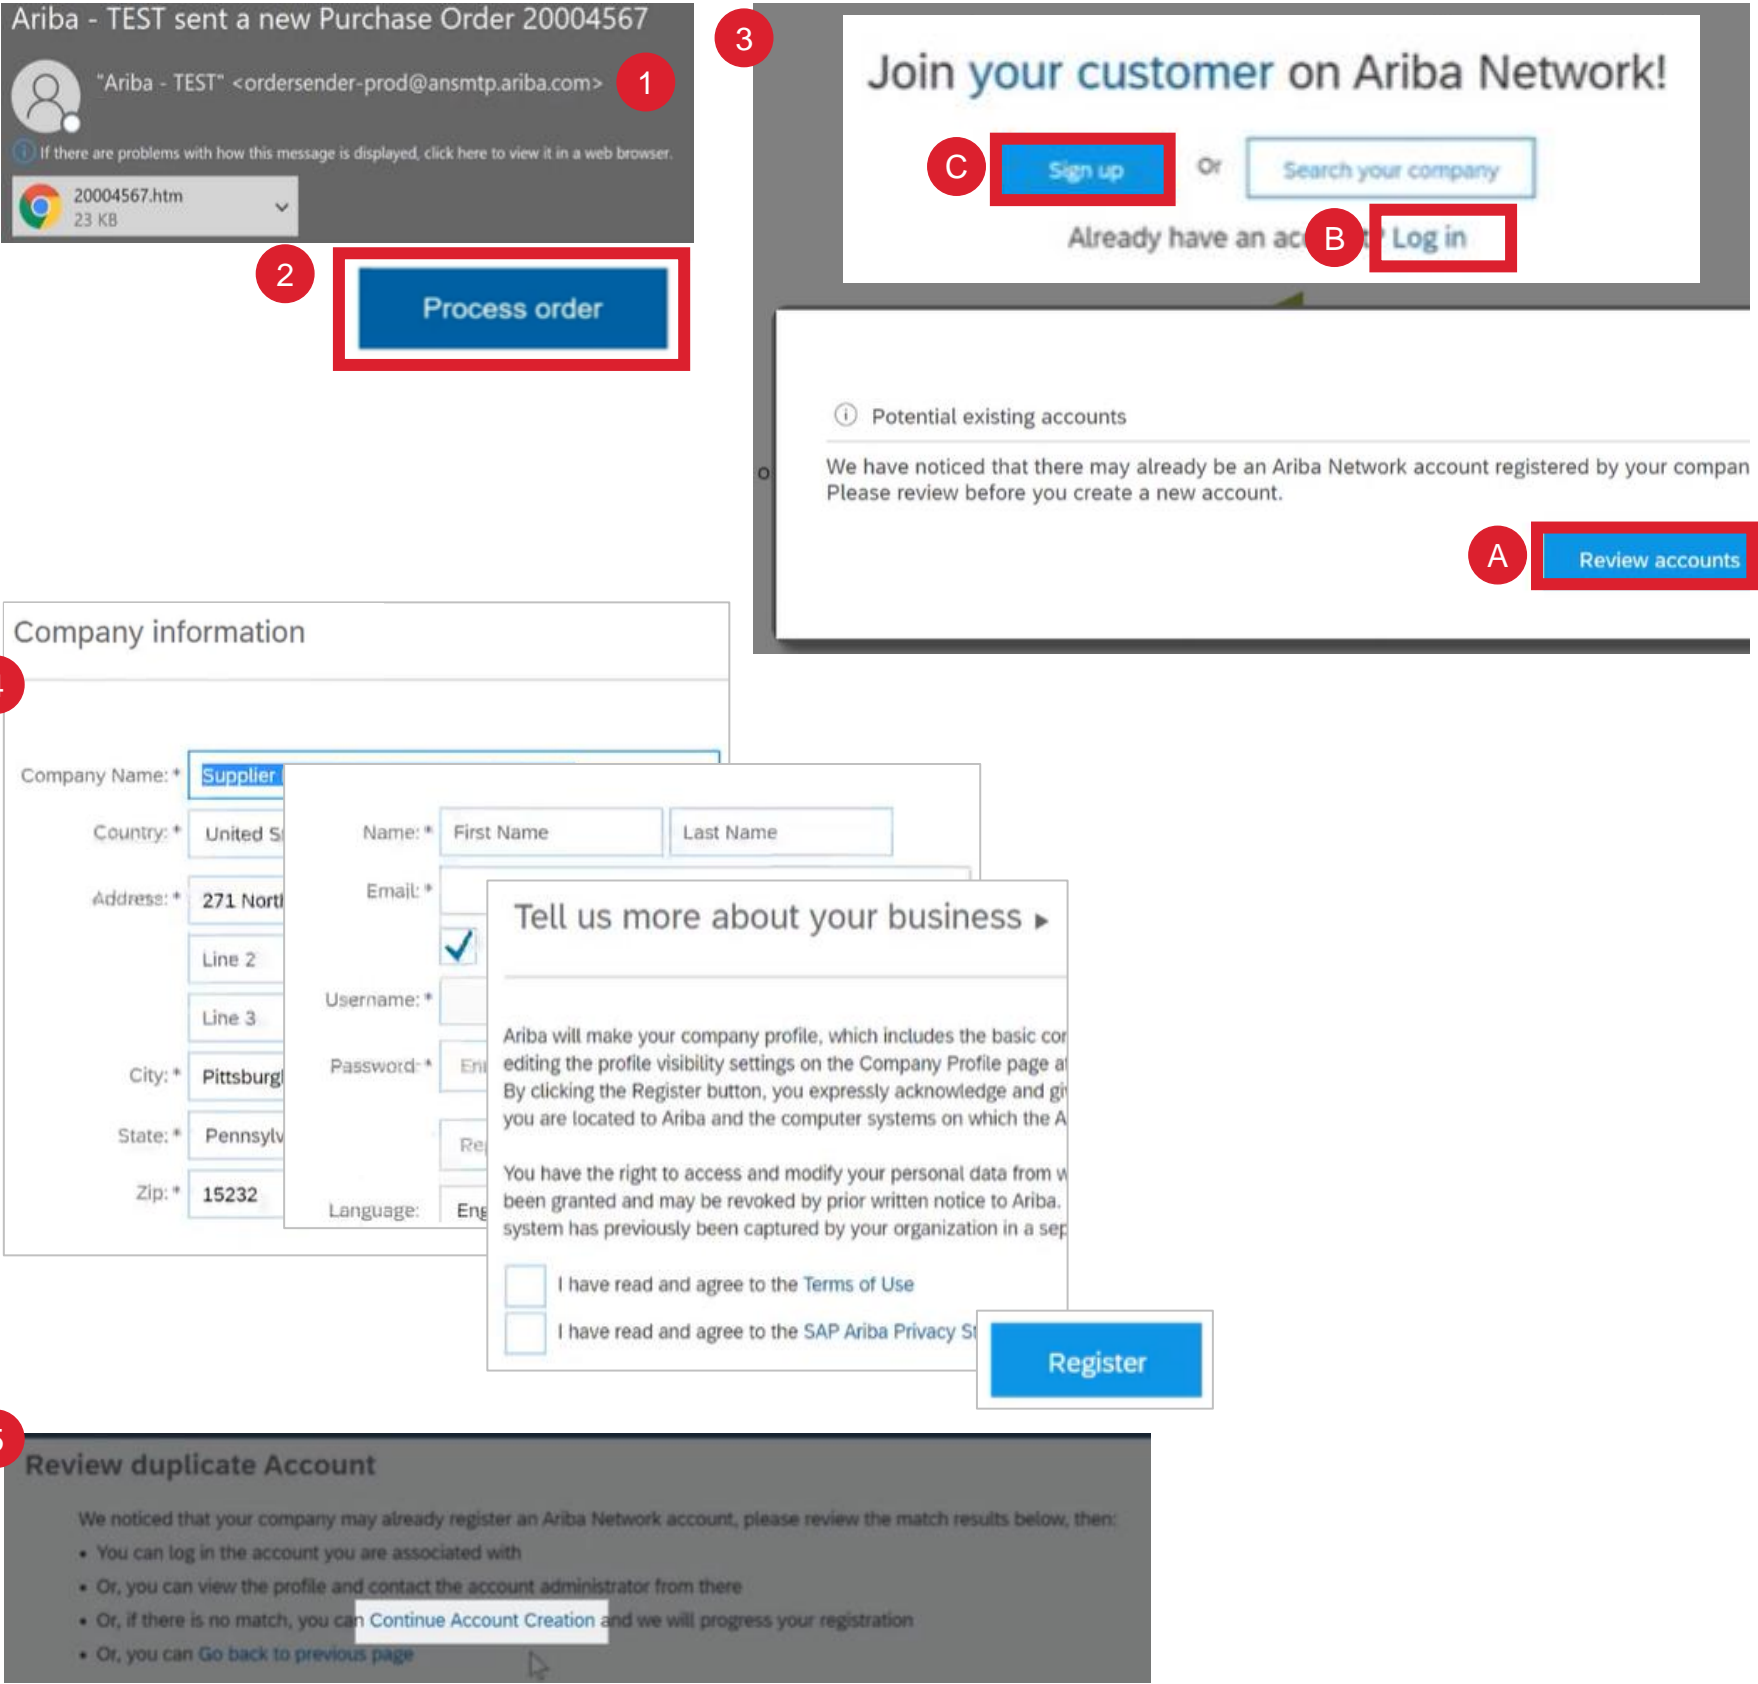 Ariba - TEST sent a new Purchase Order 20004567
"Ariba - TEST" <ordersender-prod@ansmtp.ariba.com>
1
If there are problems with how this message is displayed, click here to view it in a web browser.
20004567.htm
23 KB
2
Process order
3
Join your customer on Ariba Network!
C
Sign up
Or
Search your company
Already have an
B
Log in
Potential existing accounts
We have noticed that there may already be an Ariba Network account registered by your compan
Please review before you create a new account.
A
Review accounts
Company information
4
Company Name: *
Supplier
Country: *
United S
Address: *
271 North
Line 2
Line 3
City: *
Pittsburg
State: *
Pennsylv
Zip: *
15232
Name: *
First Name
Last Name
Email: *
Username: *
Password: *
En
Re
Language:
Eng
Tell us more about your business ▸
Ariba will make your company profile, which includes the basic cor
editing the profile visibility settings on the Company Profile page a
By clicking the Register button, you expressly acknowledge and gi
you are located to Ariba and the computer systems on which the A
You have the right to access and modify your personal data from w
been granted and may be revoked by prior written notice to Ariba.
system has previously been captured by your organization in a sep
I have read and agree to the Terms of Use
I have read and agree to the SAP Ariba Privacy St
Register
5
Review duplicate Account
We noticed that your company may already register an Ariba Network account, please review the match results below, then:
• You can log in the account you are associated with
• Or, you can view the profile and contact the account administrator from there
• Or, if there is no match, you can Continue Account Creation and we will progress your registration
• Or, you can Go back to previous page